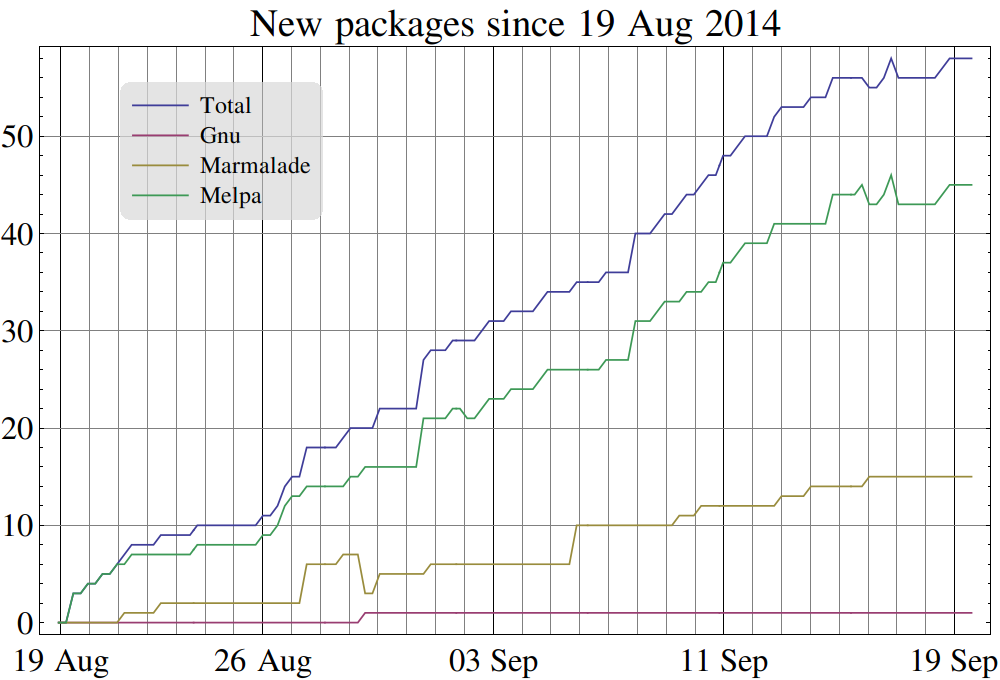 New packages since 19 Aug 2014
Total
Gnu
Marmalade
Melpa
50
40
30
20
10
0
19 Aug 26 Aug 03 Sep 11 Sep 19 Sep